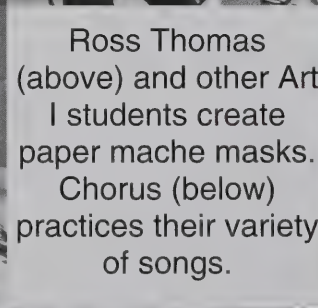 Ross Thomas
(above) and other Art
I students create
paper mache masks.
Chorus (below)
practices their variety
of songs.